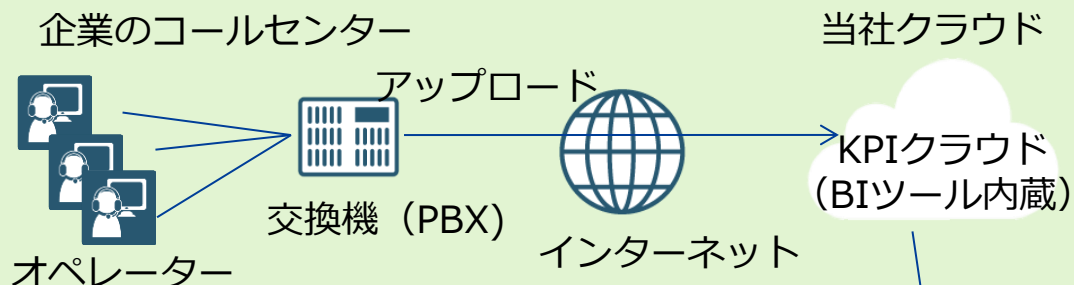 企業のコールセンター
当社クラウド
アップロード
KPIクラウド
（BIツール内蔵）
交換機（PBX)
インターネット
オペレーター